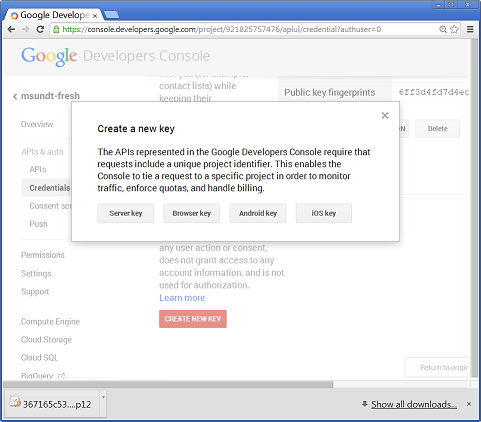 Google Develope
https://console.developers.google.com/project/921825757476/apiui/credential?authuser=0
Google Developers Console
msundt-fresh
Overview
APIs & auth
APIs
Credentials
Consent scr
Push
Permissions
Settings
Support
Compute Engine
Cloud Storage
Cloud SQL
BigQuery
contact lists) while
keeping their
Public key fingerprints
6ff3d4fd7d4ec
ON
Delete
Create a new key
The APIs represented in the Google Developers Console require that
requests include a unique project identifier. This enables the
Console to tie a request to a specific project in order to monitor
traffic, enforce quotas, and handle billing.
Server key
Browser key
Android key
iOS key
any user action or consent,
does not grant access to any
account information, and is not
used for authorization.
Learn more
CREATE NEW KEY
Return to origin
367165c53....p12
Show all downloads...